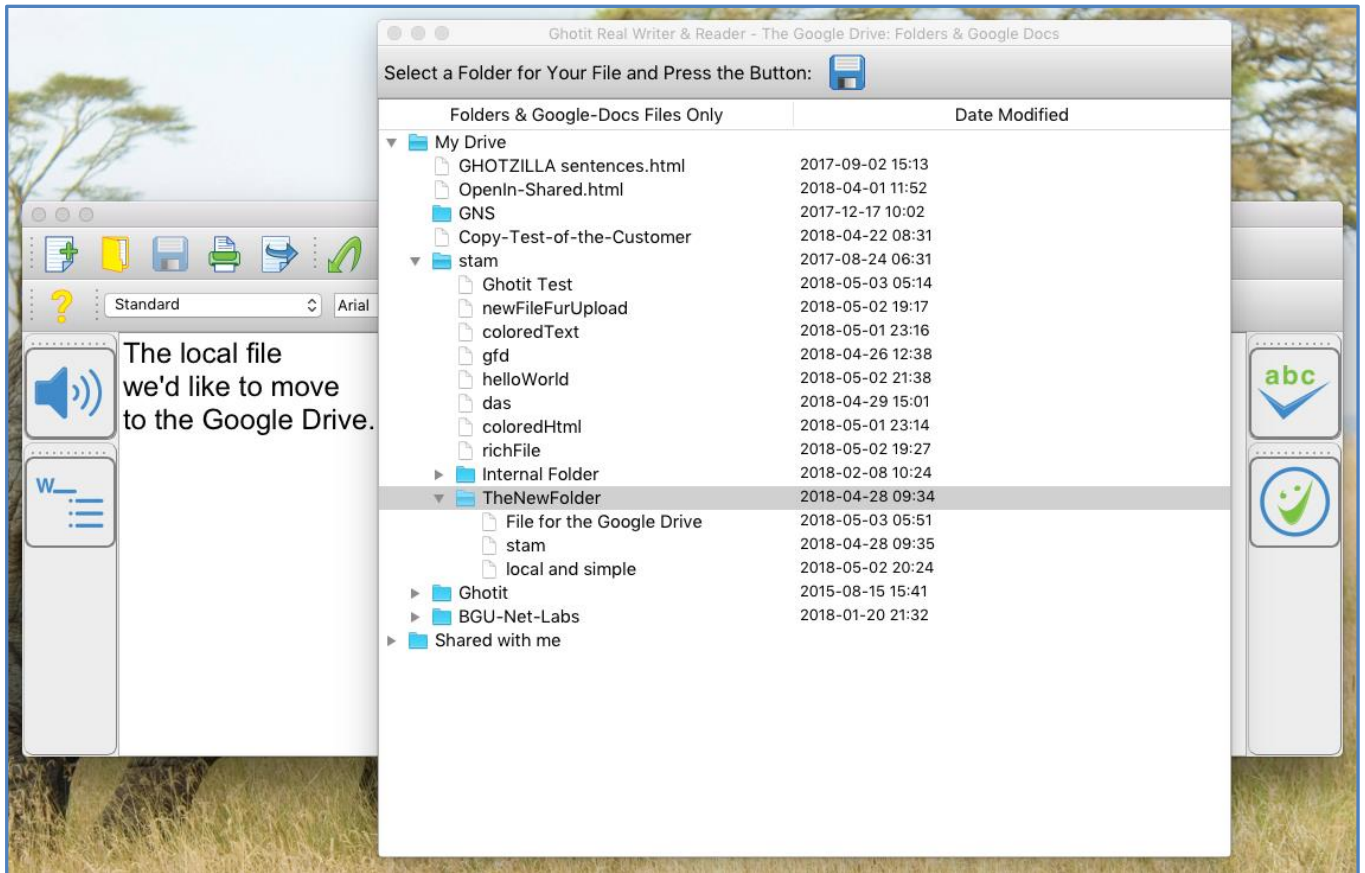 Ghotit Real Writer & Reader - The Google Drive: Folders & Google Docs
Select a Folder for Your File and Press the Button:
Folders & Google-Docs Files Only Date Modified
My Drive
GHOTZILLA sentences.html 2017-09-02 15:13
OpenIn-Shared.html 2018-04-01 11:52
GNS 2017-12-17 10:02
Copy-Test-of-the-Customer 2018-04-22 08:31
stam 2017-08-24 06:31
Ghotit Test 2018-05-03 05:14
newFileFurUpload 2018-05-02 19:17
coloredText 2018-05-01 23:16
gfd 2018-04-26 12:38
helloWorld 2018-05-02 21:38
das 2018-04-29 15:01
coloredHtml 2018-05-01 23:14
richFile 2018-05-02 19:27
Internal Folder 2018-02-08 10:24
TheNewFolder 2018-04-28 09:34
File for the Google Drive 2018-05-03 05:51
stam 2018-04-28 09:35
local and simple 2018-05-02 20:24
Ghotit 2015-08-15 15:41
BGU-Net-Labs 2018-01-20 21:32
Shared with me
Standard Arial
The local file
we'd like to move
to the Google Drive.
W
abc